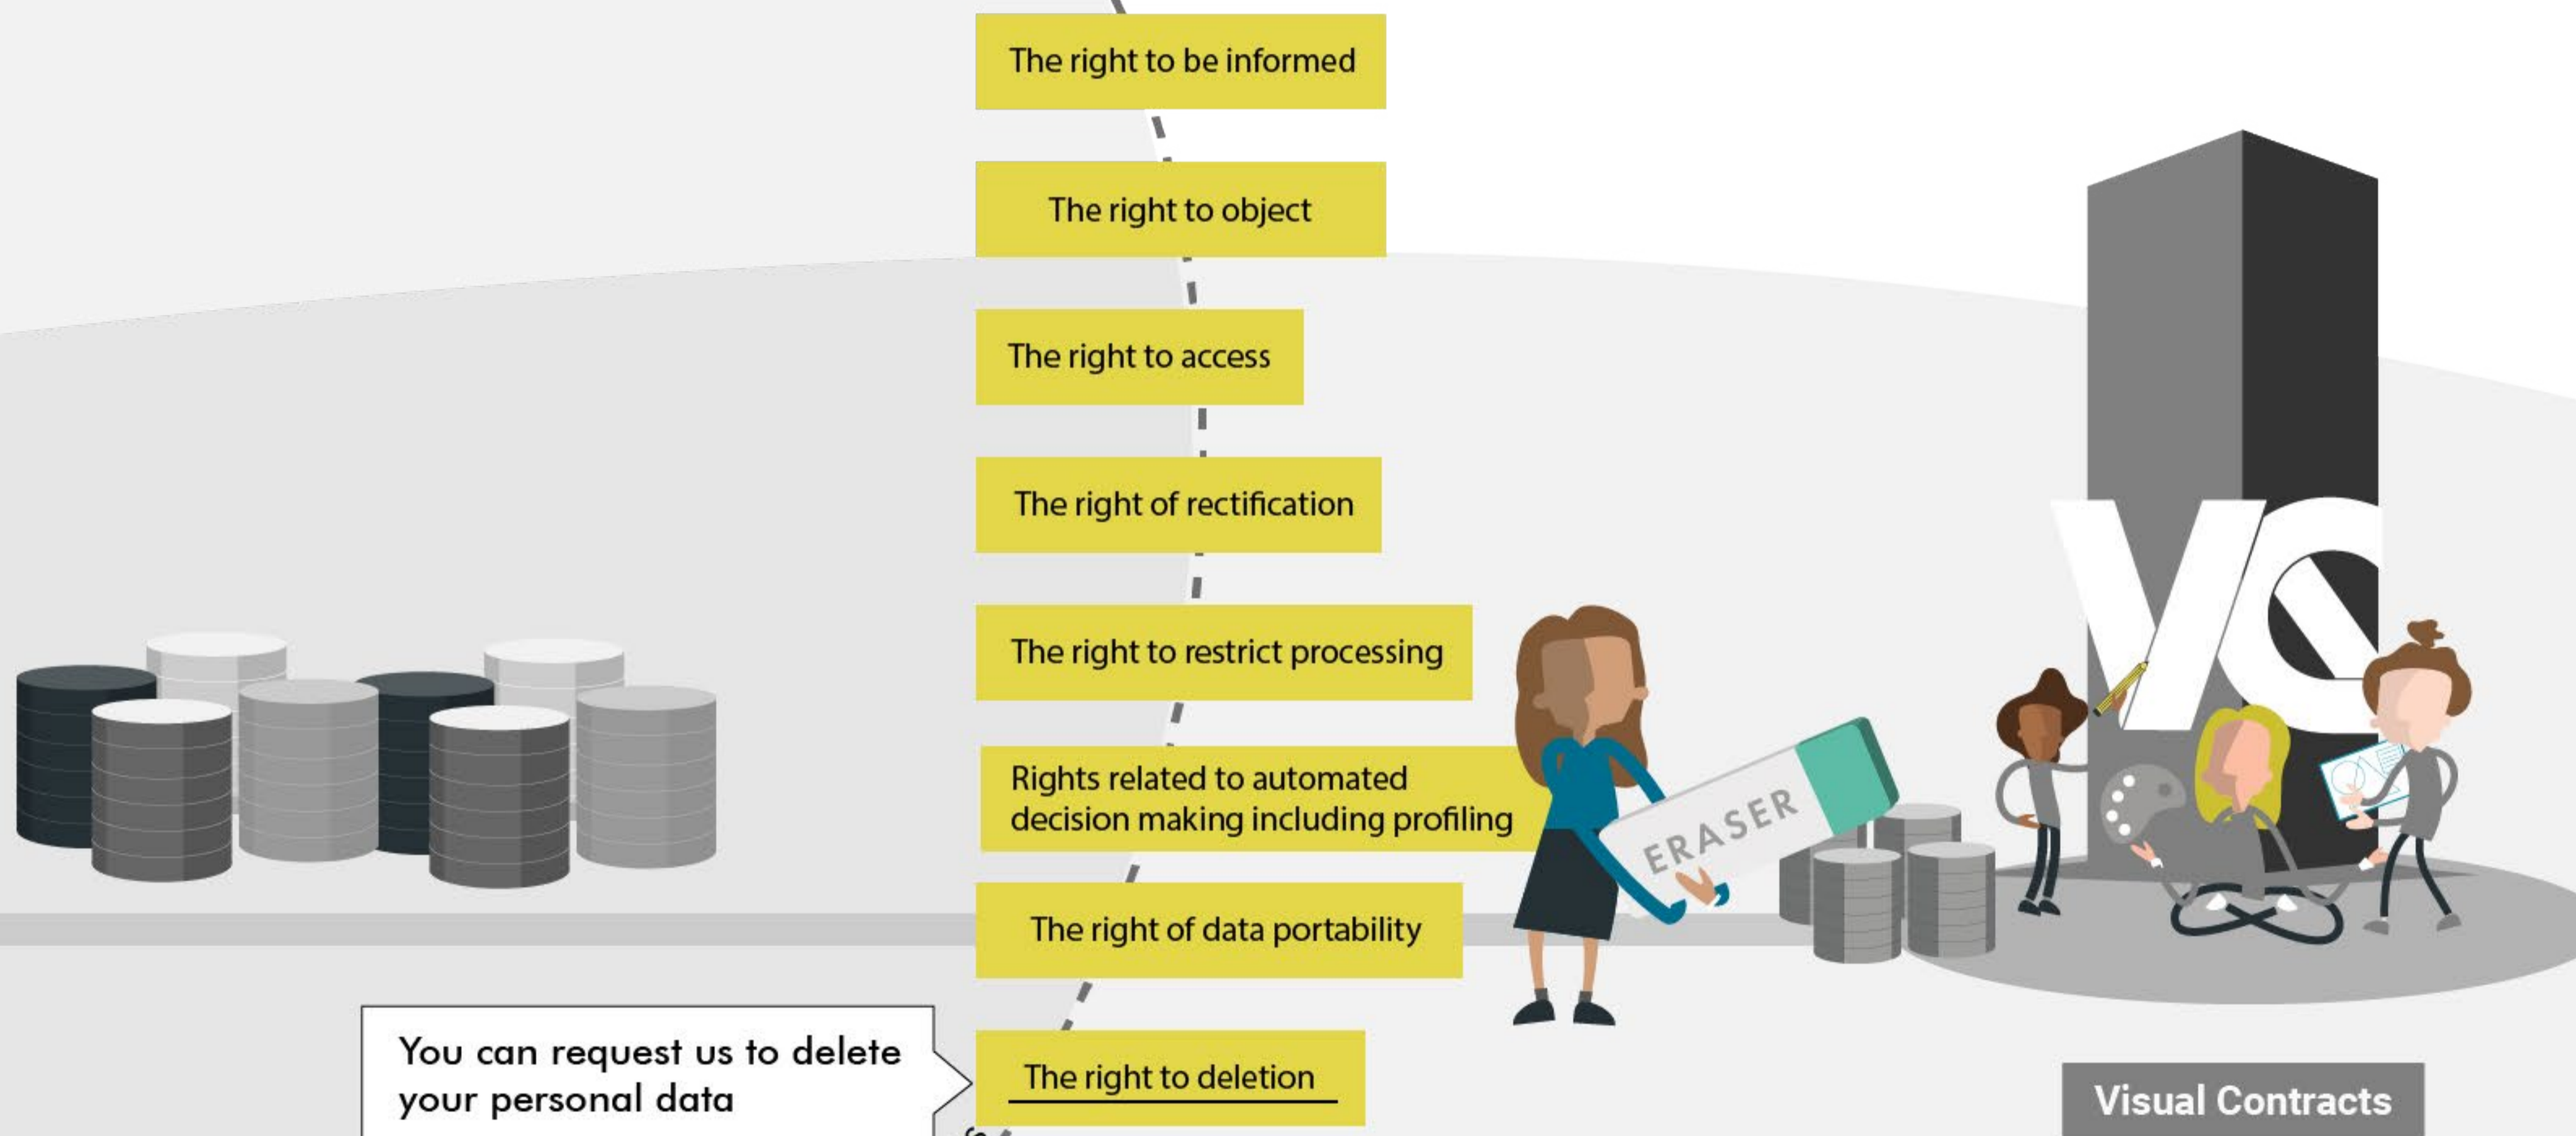 The right to be informed
The right to object
The right to access
The right of rectification
VC
The right to restrict processing
Rights related to automated
decision making including profiling
ERASER
The right of data portability
You can request us to delete
your personal data
The right to deletion
Visual Contracts